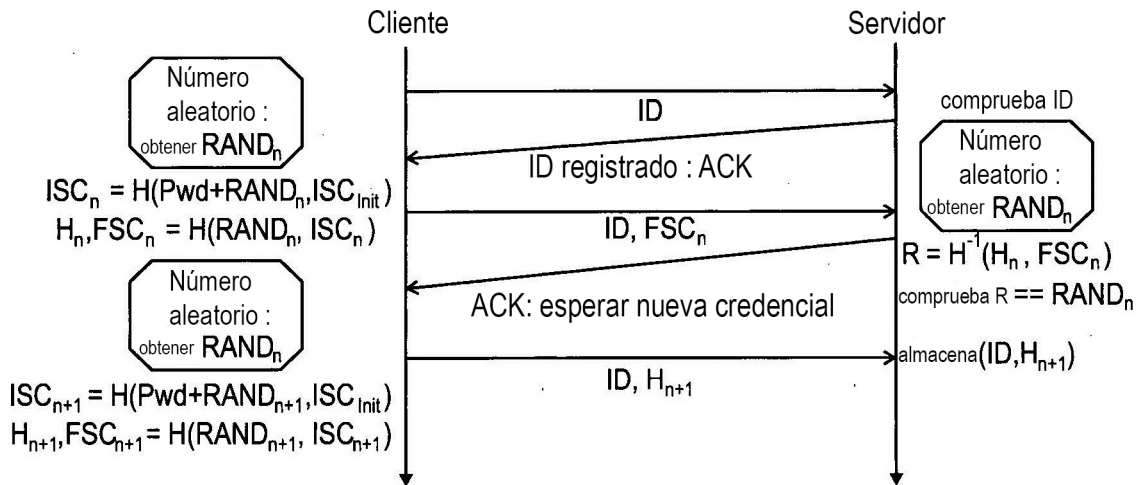 Cliente
Servidor
Número
aleatorio :
obtener RANDₙ
ID
comprueba ID
ID registrado : ACK
Número
aleatorio :
obtener RANDₙ
ISCₙ = H(Pwd+RANDₙ,ISC_Init)
Hₙ,FSCₙ = H(RANDₙ, ISCₙ)
ID, FSCₙ
R = H⁻¹(Hₙ , FSCₙ)
comprueba R == RANDₙ
Número
aleatorio :
obtener RANDₙ
ACK: esperar nueva credencial
almacena(ID,Hₙ₊₁)
ID, Hₙ₊₁
ISCₙ₊₁ = H(Pwd+RANDₙ₊₁,ISC_Init)
Hₙ₊₁,FSCₙ₊₁= H(RANDₙ₊₁, ISCₙ₊₁)